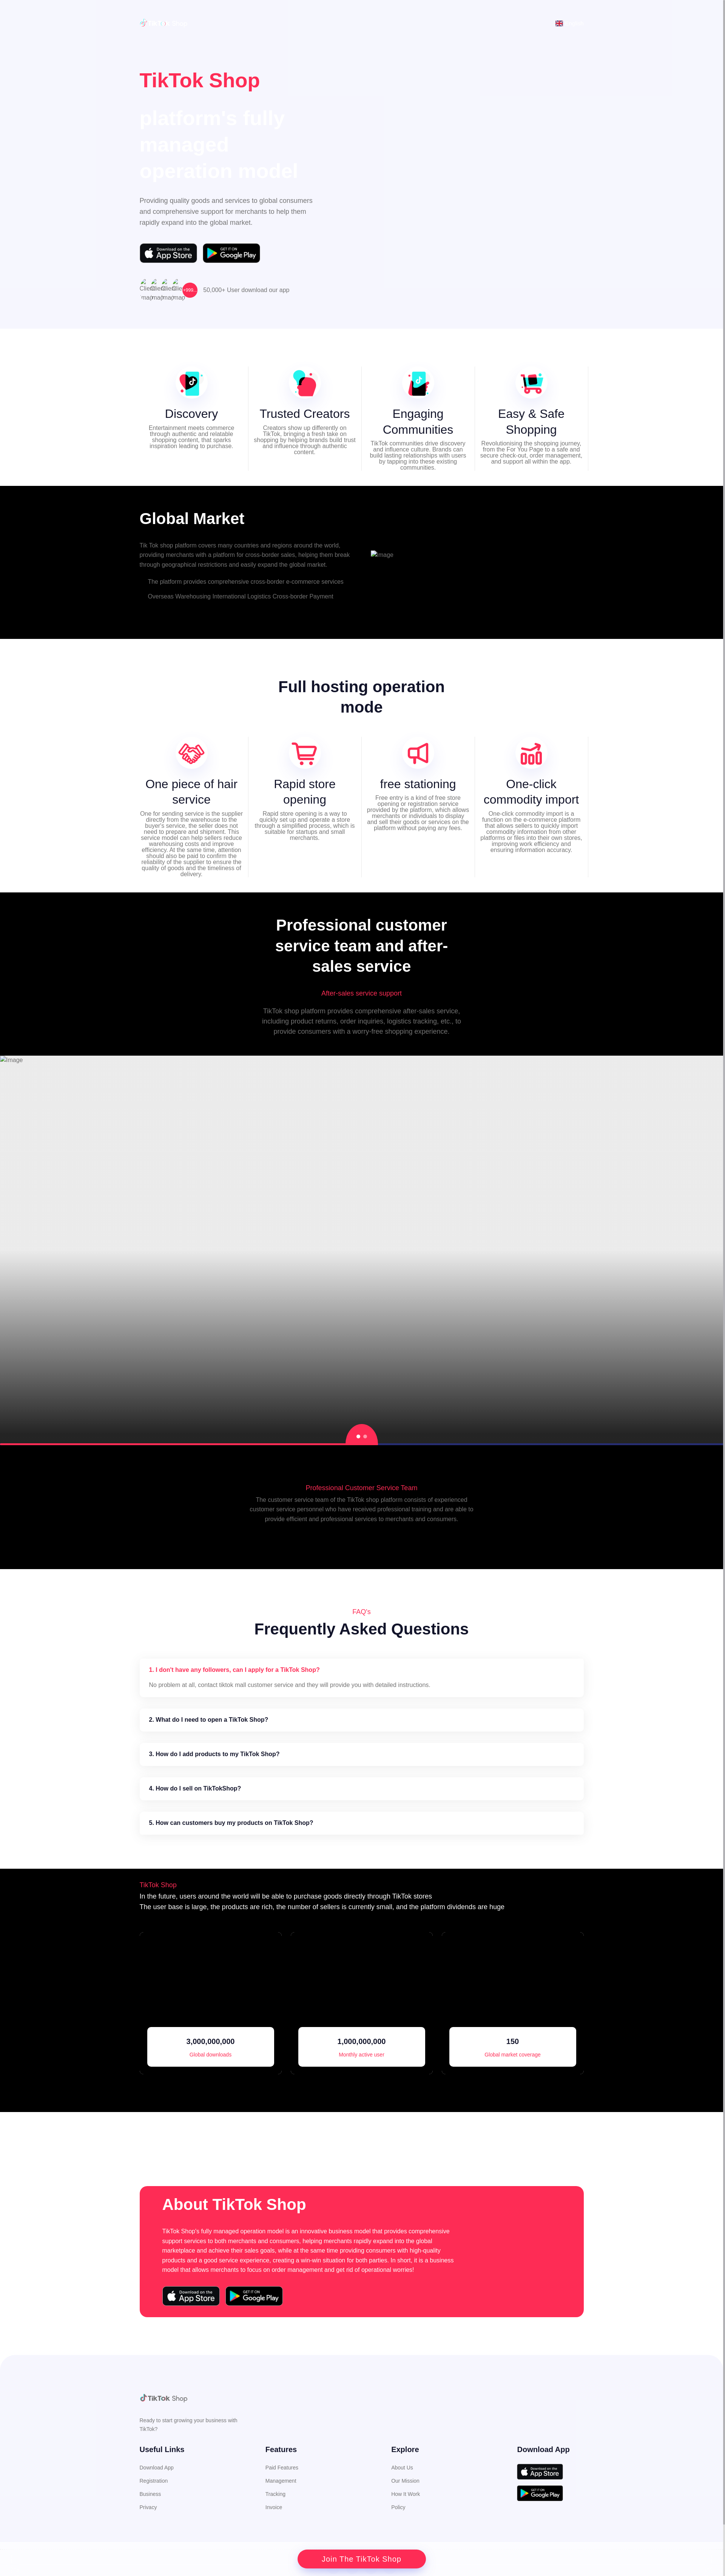 TikTok Shop
platform's fully
managed
operation model
Providing quality goods and services to global consumers
and comprehensive support for merchants to help them
rapidly expand into the global market.
Download on the
App Store
GET IT ON
Google Play
50,000+ User download our app
Discovery
Entertainment meets commerce
through authentic and relatable
shopping content, that sparks
inspiration leading to purchase.
Trusted Creators
Creators show up differently on
TikTok, bringing a fresh take on
shopping by helping brands build trust
and influence through authentic
content.
Engaging
Communities
TikTok communities drive discovery
and influence culture. Brands can
build lasting relationships with users
by tapping into these existing
communities.
Easy & Safe
Shopping
Revolutionising the shopping journey,
from the For You Page to a safe and
secure check-out, order management,
and support all within the app.
Global Market
Tik Tok shop platform covers many countries and regions around the world,
providing merchants with a platform for cross-border sales, helping them break
through geographical restrictions and easily expand the global market.
The platform provides comprehensive cross-border e-commerce services
Overseas Warehousing International Logistics Cross-border Payment
Image
Full hosting operation
mode
One piece of hair
service
One for sending service is the supplier
directly from the warehouse to the
buyer's service, the seller does not
need to prepare and shipment. This
service model can help sellers reduce
warehousing costs and improve
efficiency. At the same time, attention
should also be paid to confirm the
reliability of the supplier to ensure the
quality of goods and the timeliness of
delivery.
Rapid store
opening
Rapid store opening is a way to
quickly set up and operate a store
through a simplified process, which is
suitable for startups and small
merchants.
free stationing
Free entry is a kind of free store
opening or registration service
provided by the platform, which allows
merchants or individuals to display
and sell their goods or services on the
platform without paying any fees.
One-click
commodity import
One-click commodity import is a
function on the e-commerce platform
that allows sellers to quickly import
commodity information from other
platforms or files into their own stores,
improving work efficiency and
ensuring information accuracy.
Professional customer
service team and after-
sales service
After-sales service support
TikTok shop platform provides comprehensive after-sales service,
including product returns, order inquiries, logistics tracking, etc., to
provide consumers with a worry-free shopping experience.
Image
Professional Customer Service Team
The customer service team of the TikTok shop platform consists of experienced
customer service personnel who have received professional training and are able to
provide efficient and professional services to merchants and consumers.
FAQ's
Frequently Asked Questions
1. I don't have any followers, can I apply for a TikTok Shop?
No problem at all, contact tiktok mall customer service and they will provide you with detailed instructions.
2. What do I need to open a TikTok Shop?
3. How do I add products to my TikTok Shop?
4. How do I sell on TikTokShop?
5. How can customers buy my products on TikTok Shop?
TikTok Shop
In the future, users around the world will be able to purchase goods directly through TikTok stores
The user base is large, the products are rich, the number of sellers is currently small, and the platform dividends are huge
3,000,000,000
Global downloads
1,000,000,000
Monthly active user
150
Global market coverage
About TikTok Shop
TikTok Shop's fully managed operation model is an innovative business model that provides comprehensive
support services to both merchants and consumers, helping merchants rapidly expand into the global
marketplace and achieve their sales goals, while at the same time providing consumers with high-quality
products and a good service experience, creating a win-win situation for both parties. In short, it is a business
model that allows merchants to focus on order management and get rid of operational worries!
Download on the
App Store
GET IT ON
Google Play
TikTok Shop
Ready to start growing your business with
TikTok?
Useful Links
Download App
Registration
Business
Privacy
Features
Paid Features
Management
Tracking
Invoice
Explore
About Us
Our Mission
How It Work
Policy
Download App
Download on the
App Store
GET IT ON
Google Play
Join The TikTok Shop